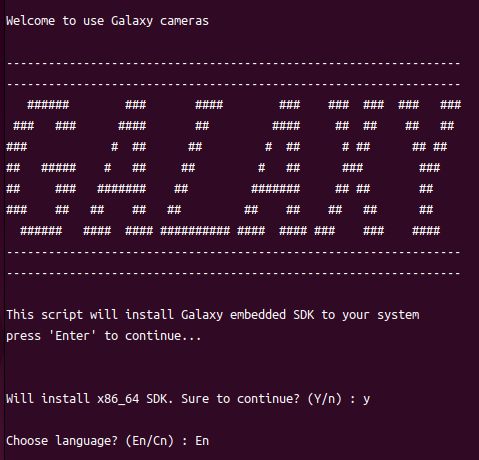 Welcome to use Galaxy cameras
-----------------------------------------------------------------
-----------------------------------------------------------------
   ######        ###       ####        ###    ###  ###  ###   ###
 ###   ###      ####       ##         ####     ##  ##    ##   ##
###            #  ##      ##         #  ##      # ##      ## ##
##   #####    #   ##     ##         #   ##      ###        ###
##     ###   #######    ##         #######     ## ##       ##
###    ##   ##    ##   ##         ##    ##    ##   ##      ##
  ######   ####  #### ########## ####  #### ###    ###    ####
-----------------------------------------------------------------
-----------------------------------------------------------------
This script will install Galaxy embedded SDK to your system
press 'Enter' to continue...
Will install x86_64 SDK. Sure to continue? (Y/n) : y
Choose language? (En/Cn) : En